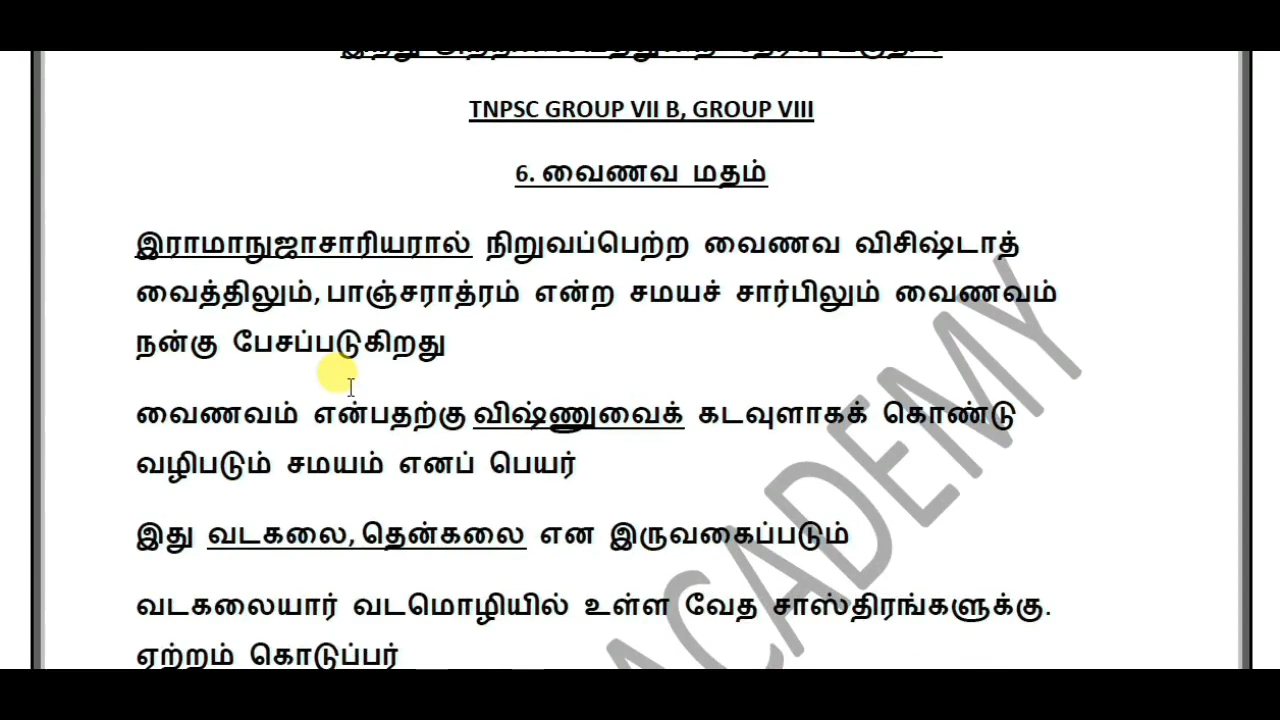 TNPSC GROUP VII B, GROUP VIII
6. வைணவ மதம்
இராமாநுஜாசாரியரால் நிறுவப்பெற்ற வைணவ விசிஷ்டாத்
வைத்திலும், பாஞ்சராத்ரம் என்ற சமயச் சார்பிலும் வைணவம்
நன்கு பேசப்படுகிறது
வைணவம் என்பதற்கு விஷ்ணுவைக் கடவுளாகக் கொண்டு
வழிபடும் சமயம் எனப் பெயர்
இது வடகலை, தென்கலை என இருவகைப்படும்
வடகலையார் வடமொழியில் உள்ள வேத சாஸ்திரங்களுக்கு.
ஏற்றம் கொடுப்பர்
ACADEMY